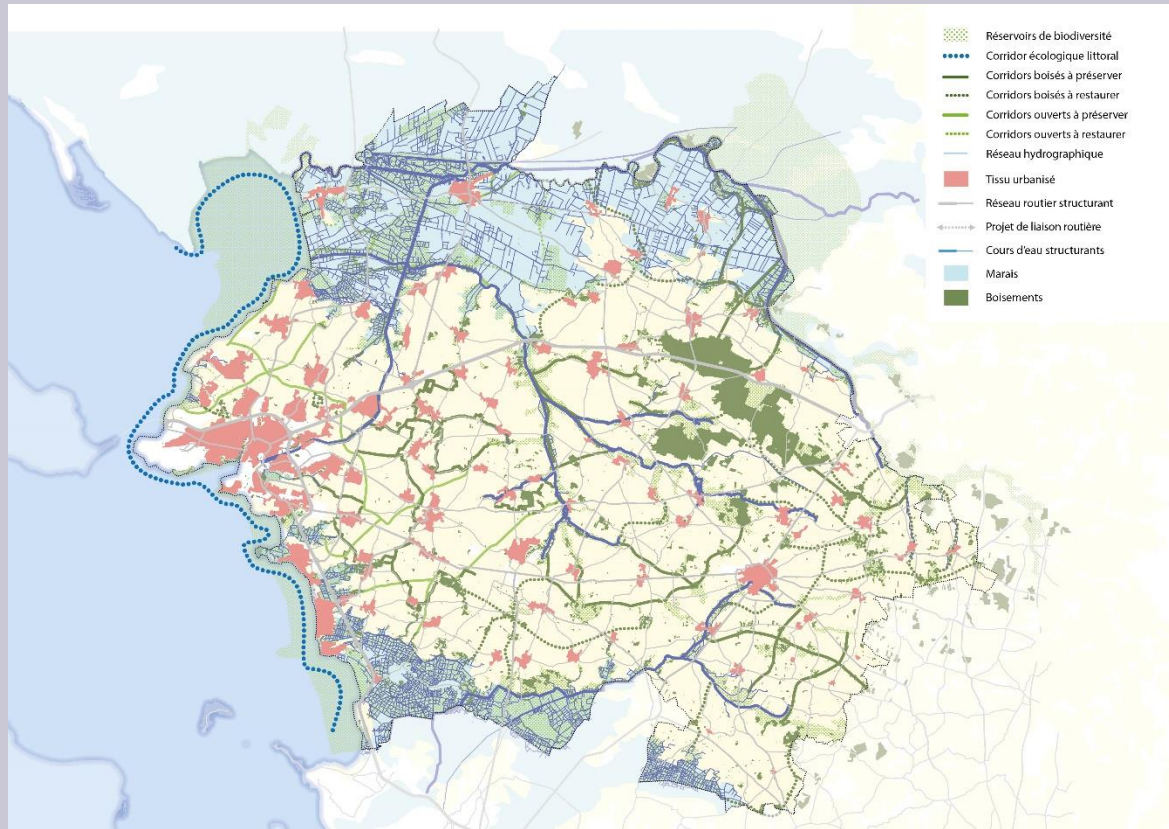 Réservoirs de biodiversité
Corridor écologique littoral
Corridors boisés à préserver
Corridors boisés à restaurer
Corridors ouverts à préserver
Corridors ouverts à restaurer
Réseau hydrographique
Tissu urbanisé
Réseau routier structurant
Projet de liaison routière
Cours d'eau structurants
Marais
Boisements